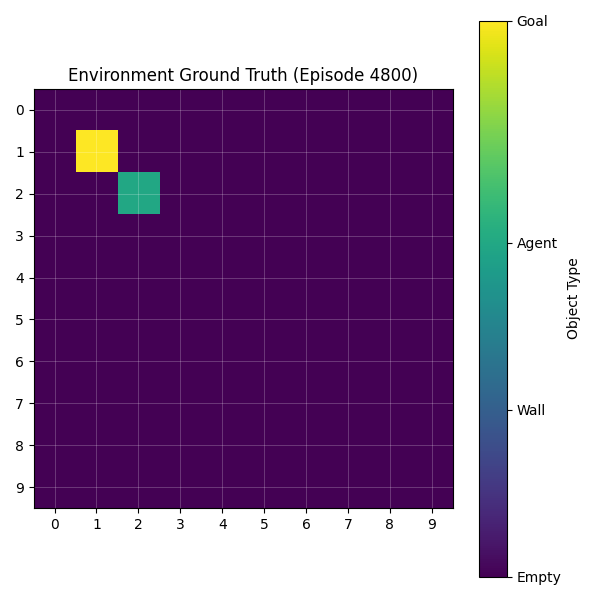 Environment Ground Truth (Episode 4800)
Goal
Agent
Wall
Empty
Object Type
0
1
2
3
4
5
6
7
8
9
0 1 2 3 4 5 6 7 8 9